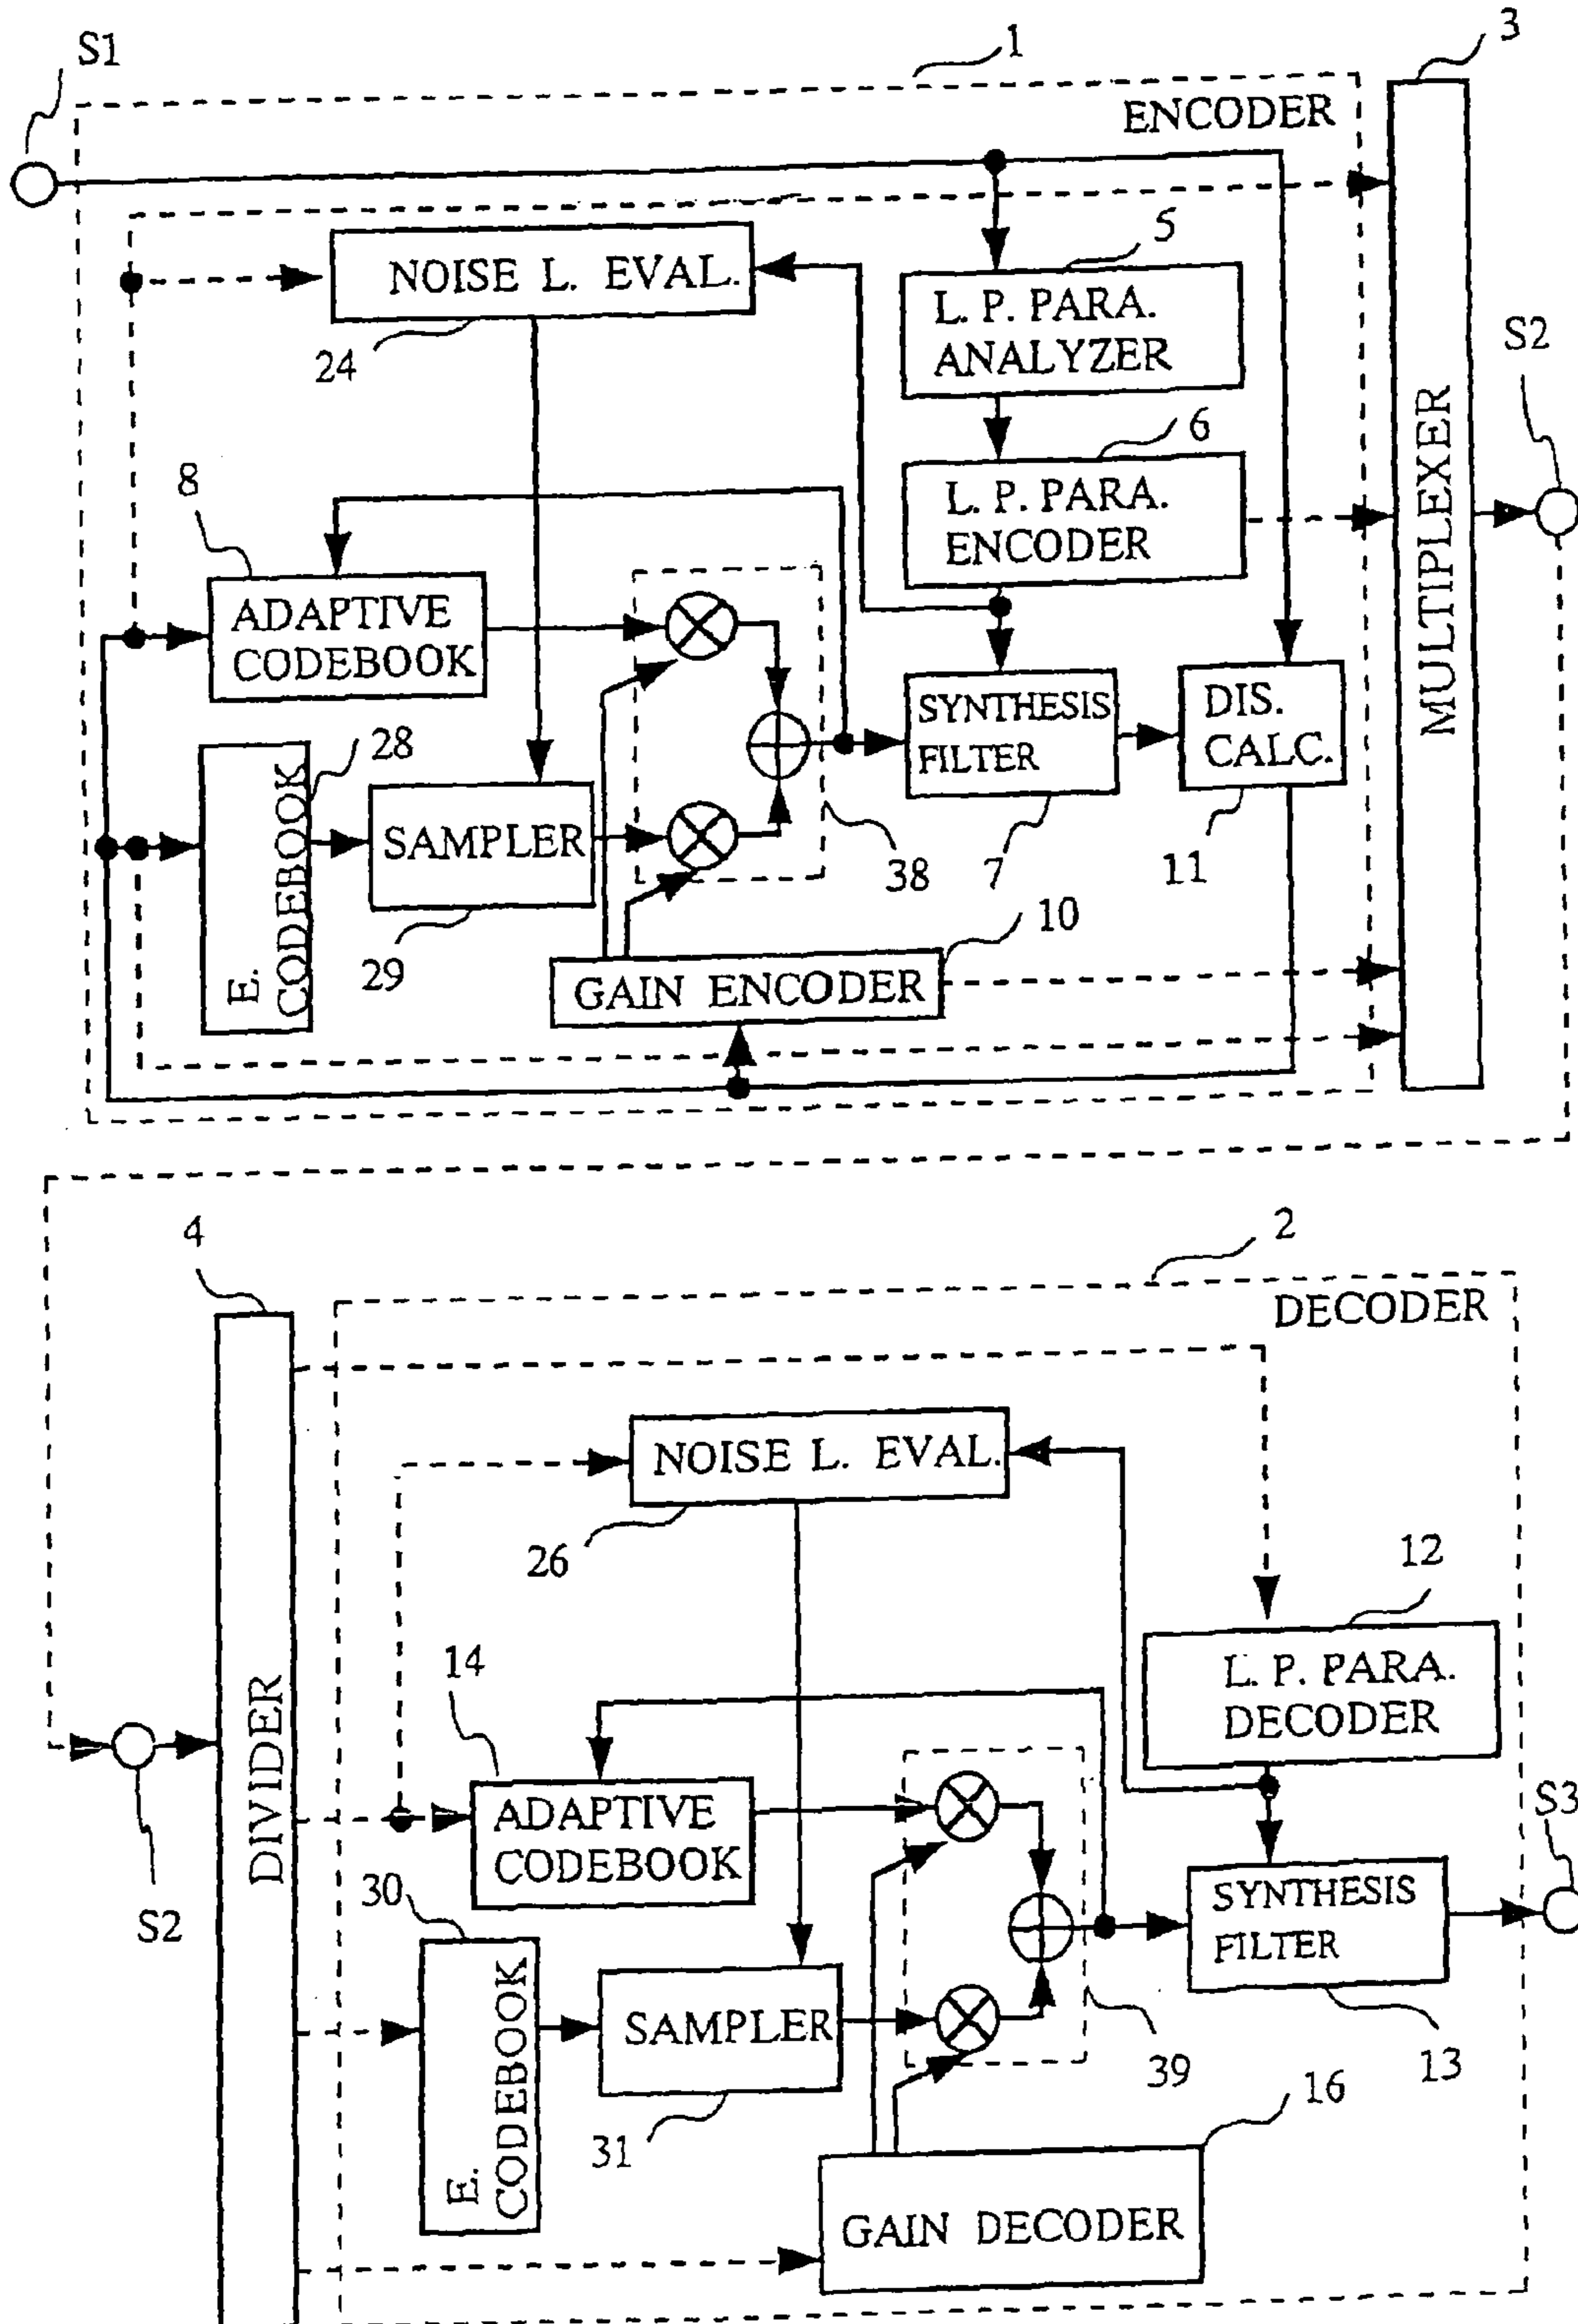 S1
1
3
ENCODER
NOISE L. EVAL.
24
5
L. P. PARA.
ANALYZER
S2
6
L. P. PARA.
ENCODER
MULTIPLEXER
8
ADAPTIVE
CODEBOOK
28
E.
CODEBOOK
SAMPLER
29
38
SYNTHESIS
FILTER
7
DIS.
CALC.
11
10
GAIN ENCODER
4
2
DECODER
NOISE L. EVAL.
26
12
L. P. PARA.
DECODER
14
ADAPTIVE
CODEBOOK
DIVIDER
S2
30
E.
CODEBOOK
SAMPLER
31
39
SYNTHESIS
FILTER
13
S3
16
GAIN DECODER